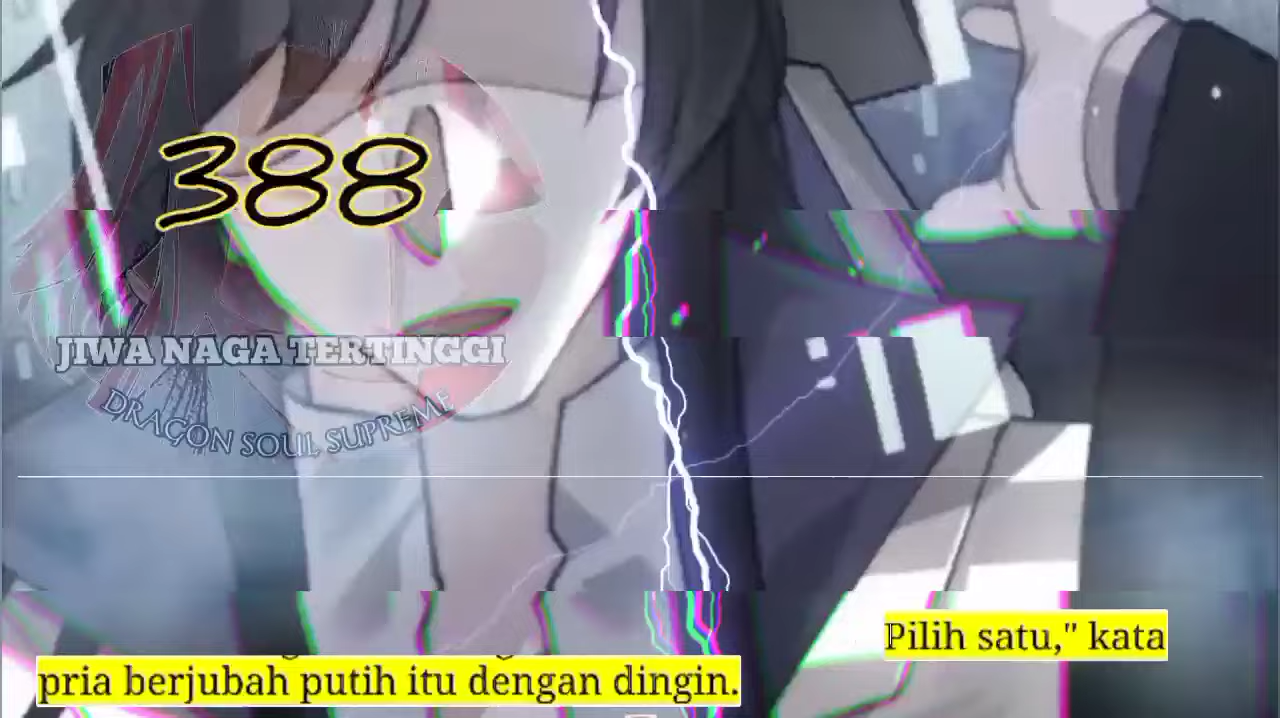 388
JIWA NAGA TERTINGGI
DRAGON SOUL SUPREME
Pilih satu," kata
pria berjubah putih itu dengan dingin.